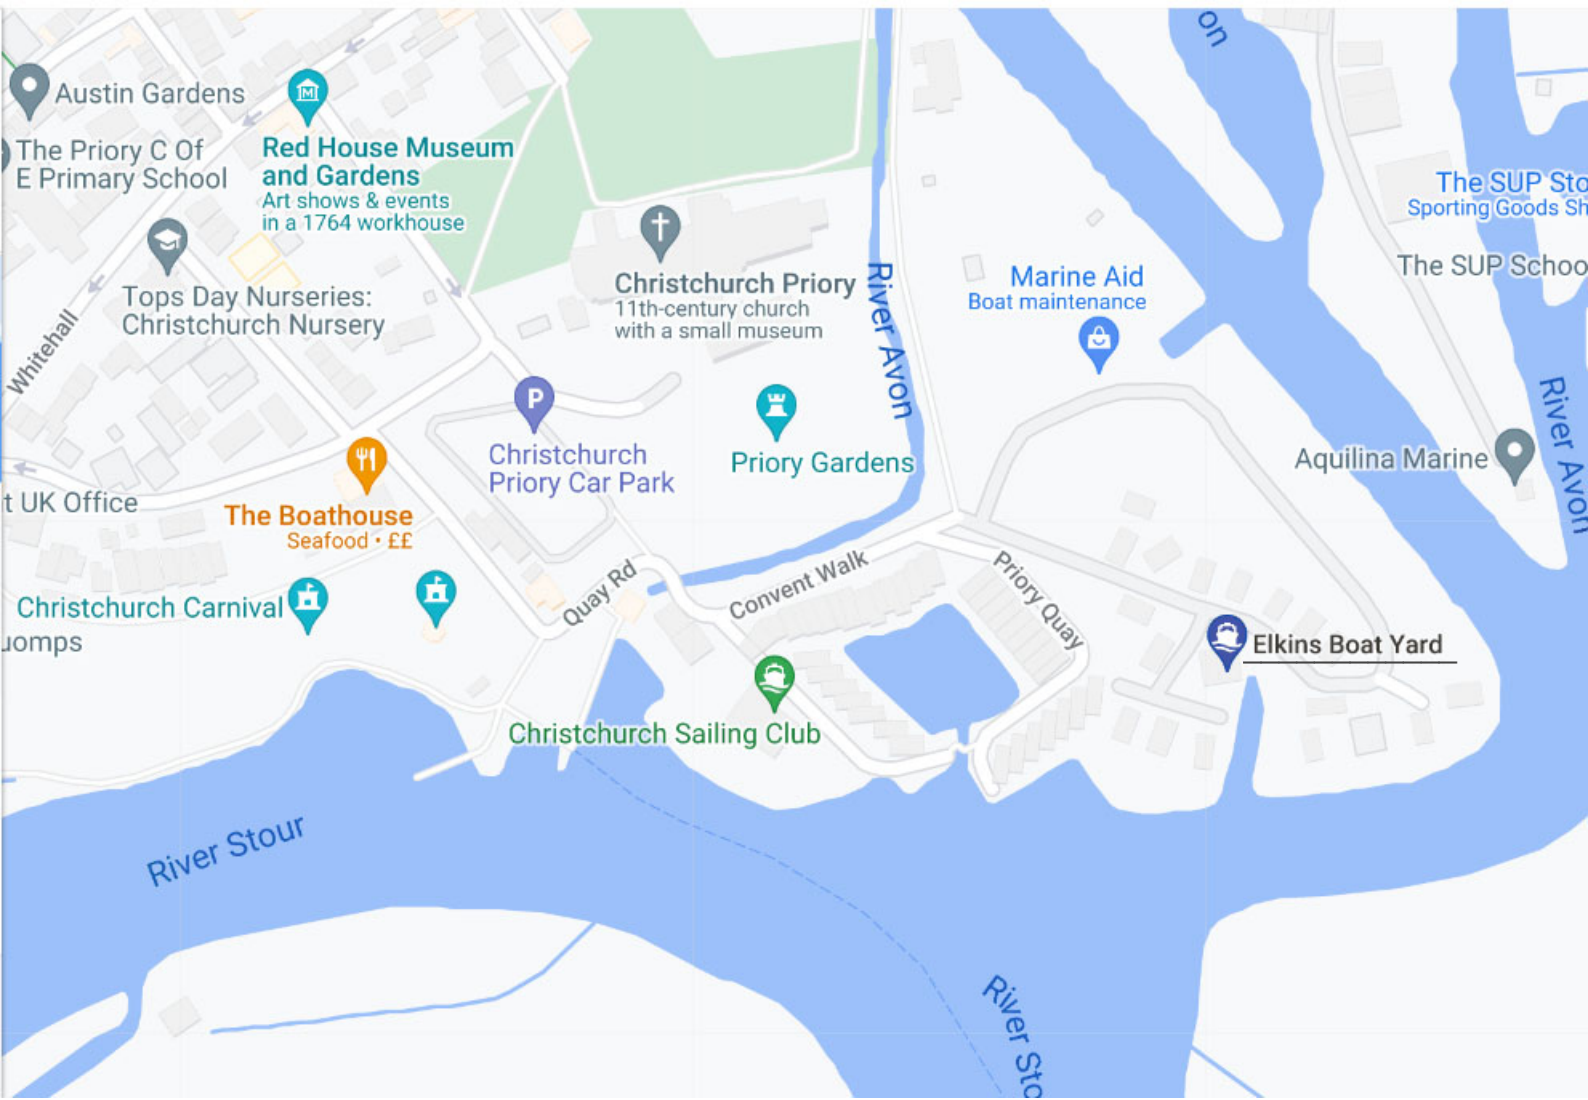 on
Austin Gardens
The Priory C Of
E Primary School
Red House Museum
and Gardens
Art shows & events
in a 1764 workhouse
The SUP Sto
Sporting Goods Sh
The SUP Schoo
Tops Day Nurseries:
Christchurch Nursery
Whitehall
Christchurch Priory
11th-century church
with a small museum
River Avon
Marine Aid
Boat maintenance
P
Christchurch
Priory Car Park
Priory Gardens
Aquilina Marine
River Avon
t UK Office
The Boathouse
Seafood · ££
Quay Rd
Convent Walk
Priory Quay
Christchurch Carnival
uomps
Elkins Boat Yard
Christchurch Sailing Club
River Stour
River Sto